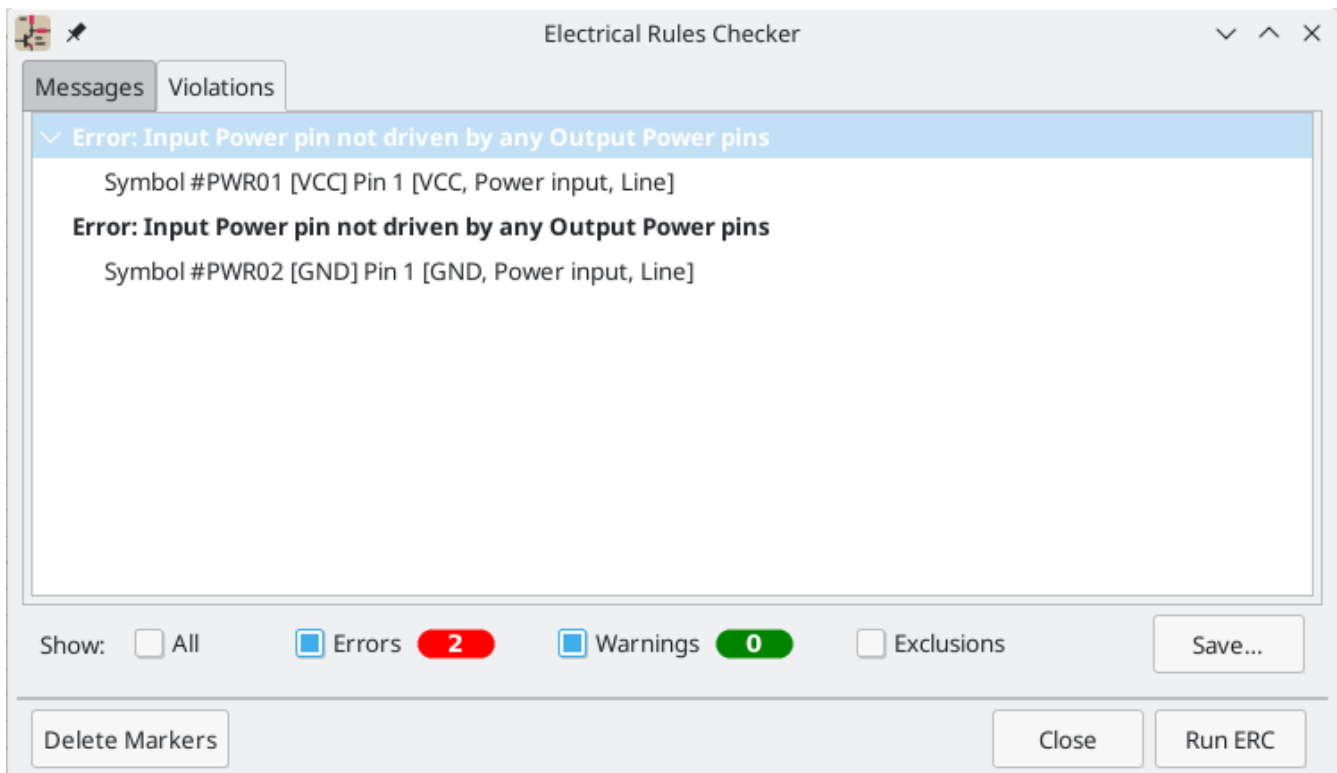 Electrical Rules Checker
Messages Violations
Error: Input Power pin not driven by any Output Power pins
Symbol #PWR01 [VCC] Pin 1 [VCC, Power input, Line]
Error: Input Power pin not driven by any Output Power pins
Symbol #PWR02 [GND] Pin 1 [GND, Power input, Line]
Show: All Errors 2 Warnings 0 Exclusions Save...
Delete Markers Close Run ERC